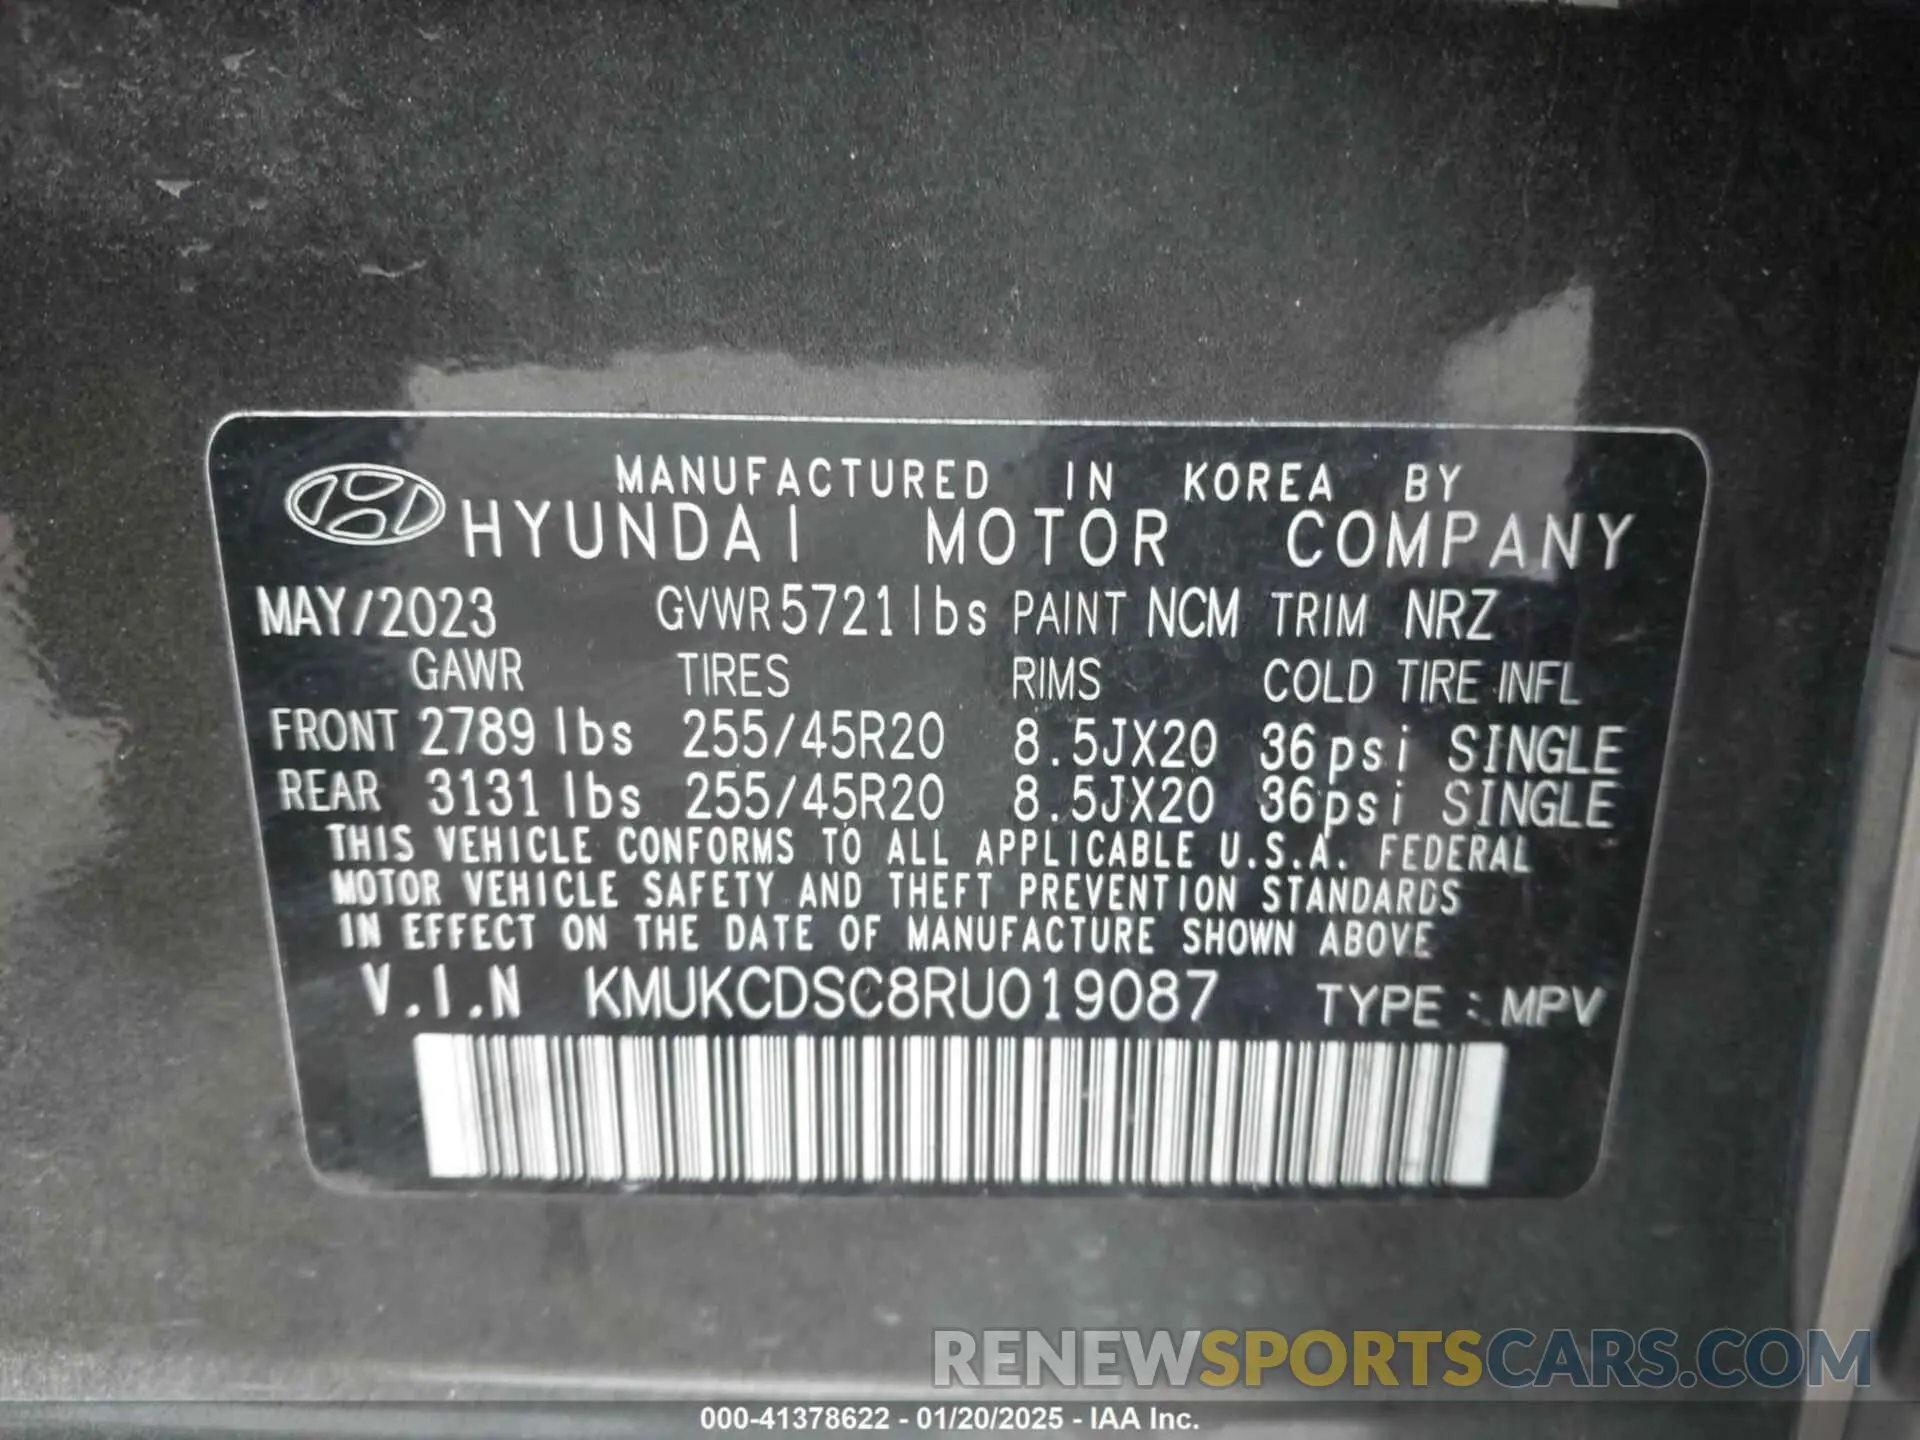 MANUFACTURED IN KOREA BY
HYUNDAI MOTOR COMPANY
MAY/2023 GVWR 5721lbs PAINT NCM TRIM NRZ
GAWR TIRES RIMS COLD TIRE INFL
FRONT 2789 lbs 255/45R20 8.5JX20 36psi SINGLE
REAR 3131 lbs 255/45R20 8.5JX20 36psi SINGLE
THIS VEHICLE CONFORMS TO ALL APPLICABLE U.S.A. FEDERAL
MOTOR VEHICLE SAFETY AND THEFT PREVENTION STANDARDS
IN EFFECT ON THE DATE OF MANUFACTURE SHOWN ABOVE
V.I.N KMUKCDSC8RU019087 TYPE : MPV
RENEWSPORTSCARS.COM
000-41378622 - 01/20/2025 - IAA Inc.